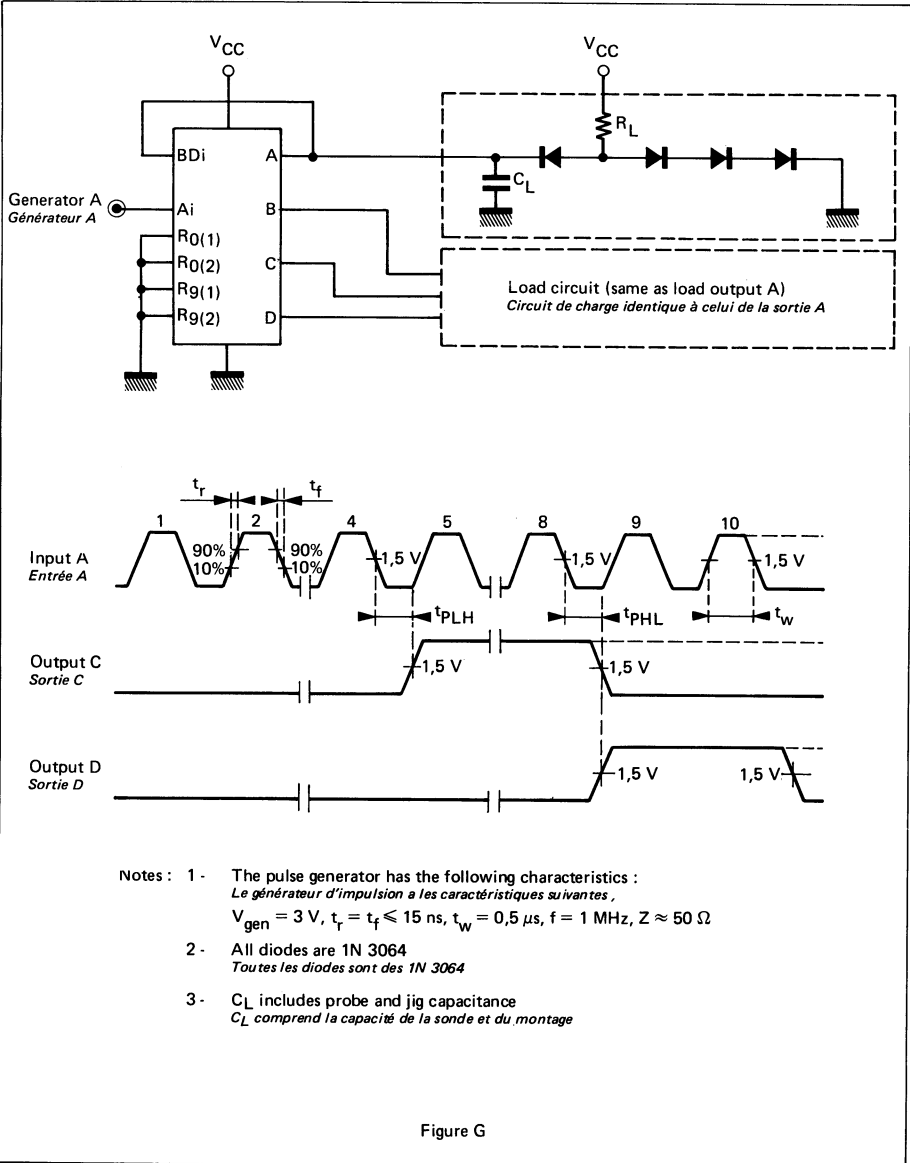 VCC
VCC
RL
BDi
A
CL
Generator A
Générateur A
Ai
B
R0(1)
R0(2)
C
R9(1)
R9(2)
D
Load circuit (same as load output A)
Circuit de charge identique à celui de la sortie A
tr
tf
1
2
4
5
8
9
10
Input A
Entrée A
90%
10%
90%
10%
1,5 V
1,5 V
1,5 V
tPLH
tPHL
tw
Output C
Sortie C
1,5 V
1,5 V
Output D
Sortie D
1,5 V
1,5 V
Notes : 1 - The pulse generator has the following characteristics :
Le générateur d'impulsion a les caractéristiques suivantes,
Vgen = 3 V, tr = tf ⩽ 15 ns, tw = 0,5 μs, f = 1 MHz, Z ≈ 50 Ω
2 - All diodes are 1N 3064
Toutes les diodes sont des 1N 3064
3 - CL includes probe and jig capacitance
CL comprend la capacité de la sonde et du montage
Figure G